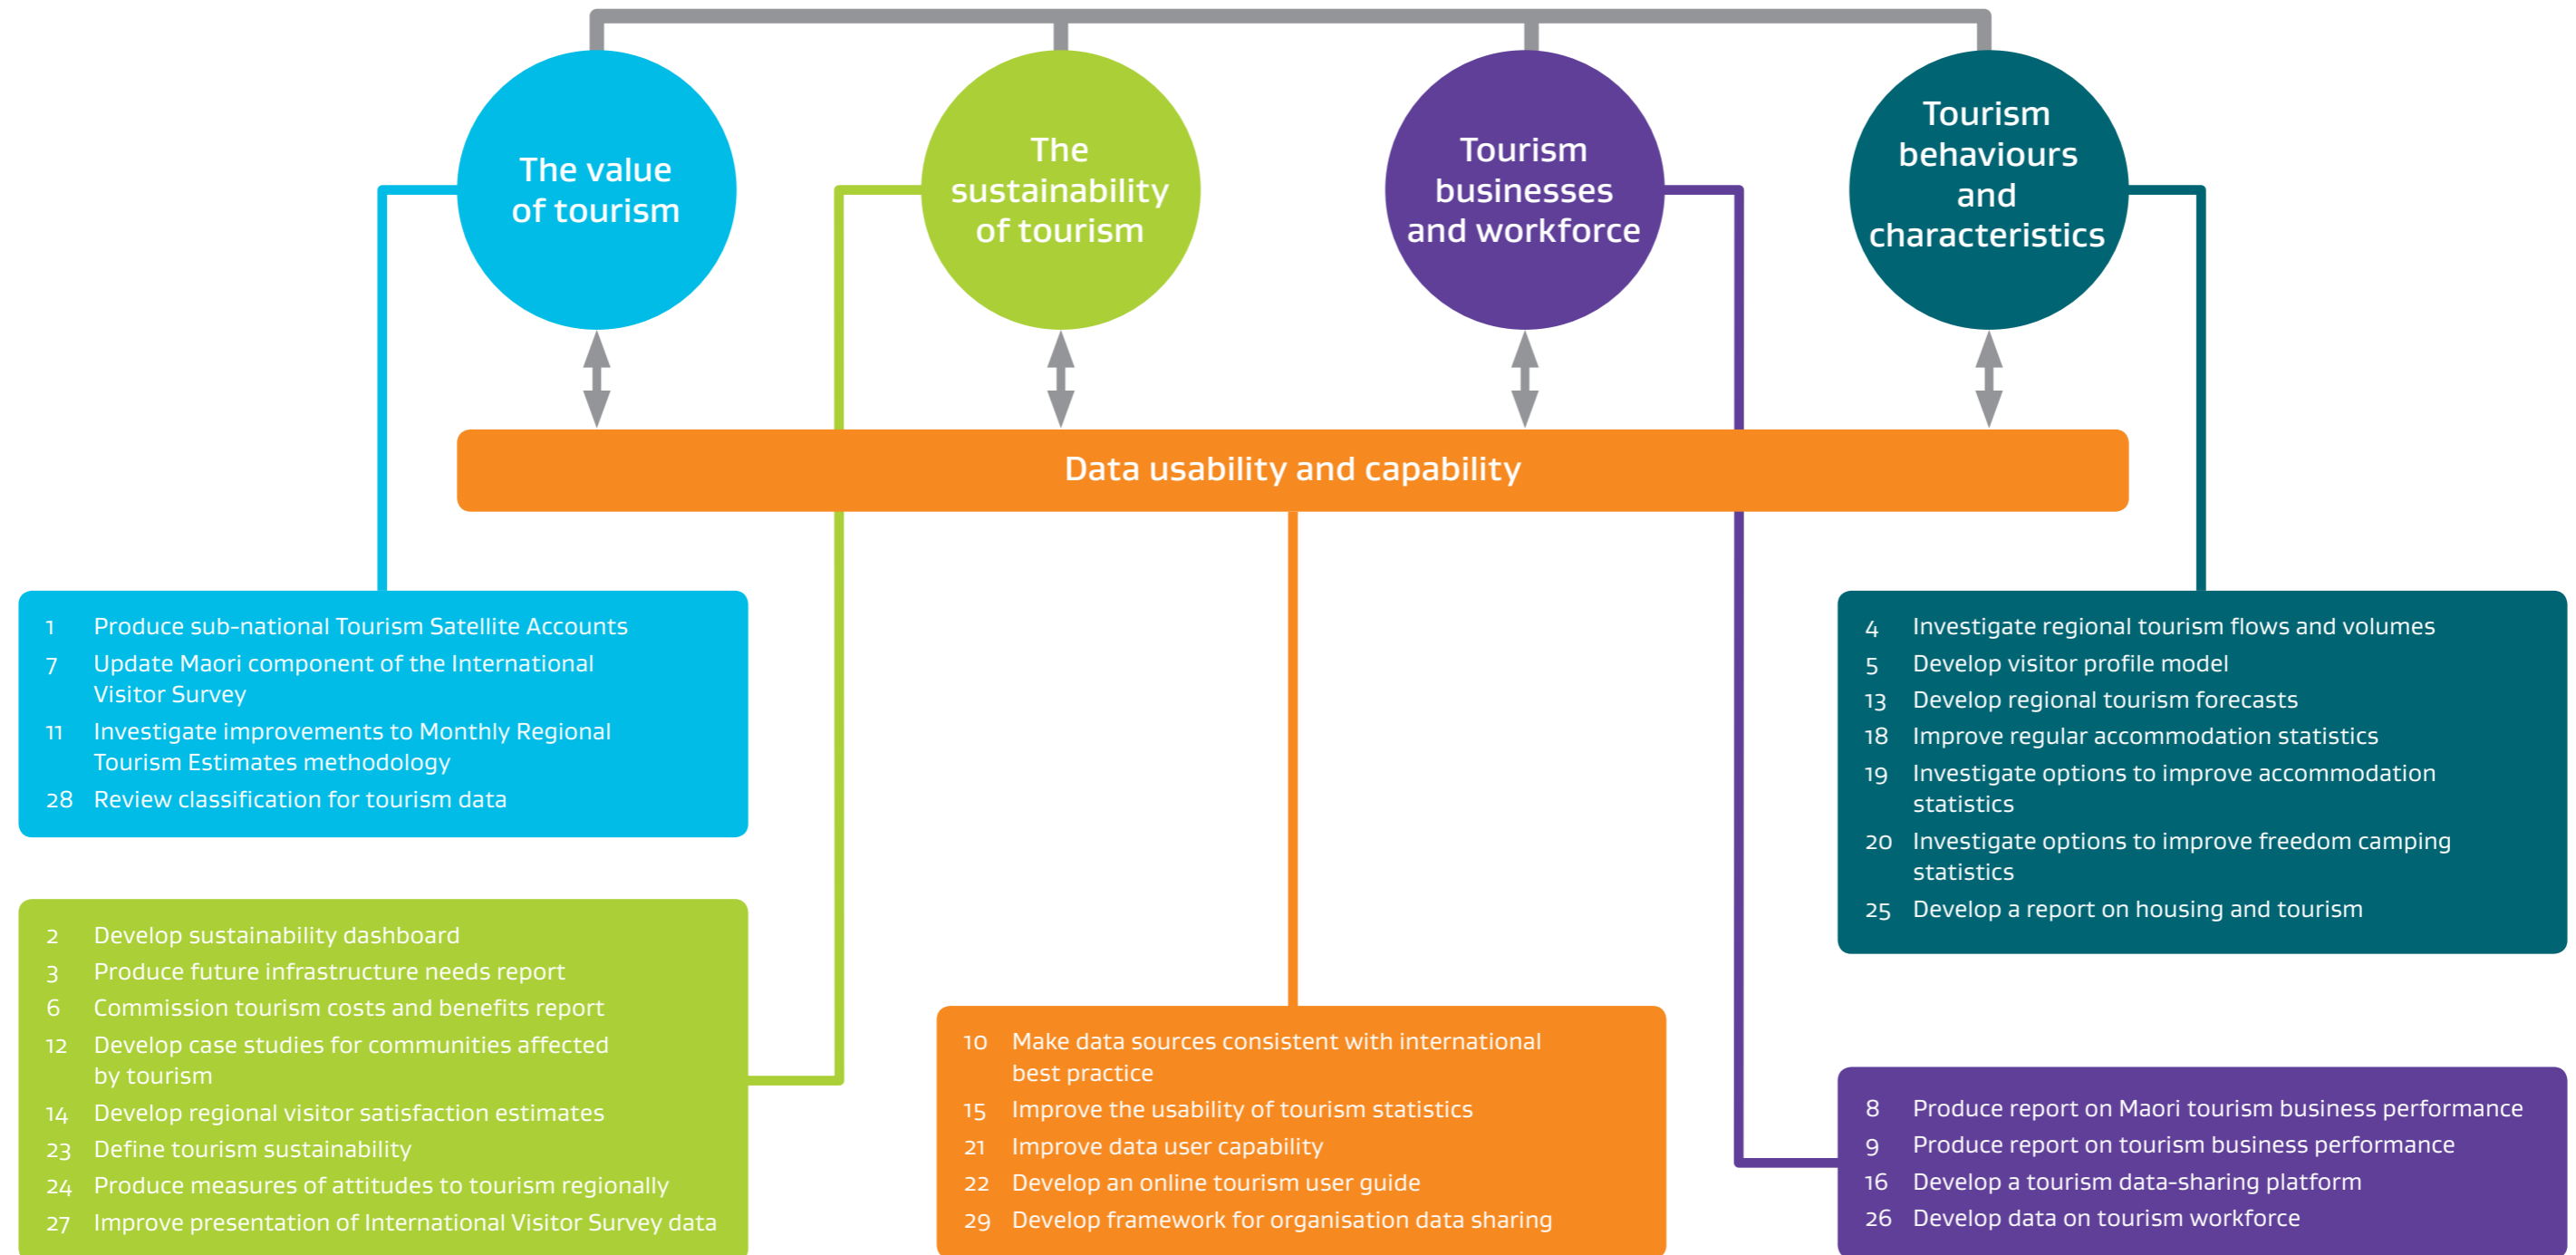 The value
of tourism
The
sustainability
of tourism
Tourism
businesses
and workforce
Tourism
behaviours
and
characteristics
Data usability and capability
1 Produce sub-national Tourism Satellite Accounts
7 Update Maori component of the International
Visitor Survey
11 Investigate improvements to Monthly Regional
Tourism Estimates methodology
28 Review classification for tourism data
2 Develop sustainability dashboard
3 Produce future infrastructure needs report
6 Commission tourism costs and benefits report
12 Develop case studies for communities affected
by tourism
14 Develop regional visitor satisfaction estimates
23 Define tourism sustainability
24 Produce measures of attitudes to tourism regionally
27 Improve presentation of International Visitor Survey data
10 Make data sources consistent with international
best practice
15 Improve the usability of tourism statistics
21 Improve data user capability
22 Develop an online tourism user guide
29 Develop framework for organisation data sharing
4 Investigate regional tourism flows and volumes
5 Develop visitor profile model
13 Develop regional tourism forecasts
18 Improve regular accommodation statistics
19 Investigate options to improve accommodation
statistics
20 Investigate options to improve freedom camping
statistics
25 Develop a report on housing and tourism
8 Produce report on Maori tourism business performance
9 Produce report on tourism business performance
16 Develop a tourism data-sharing platform
26 Develop data on tourism workforce